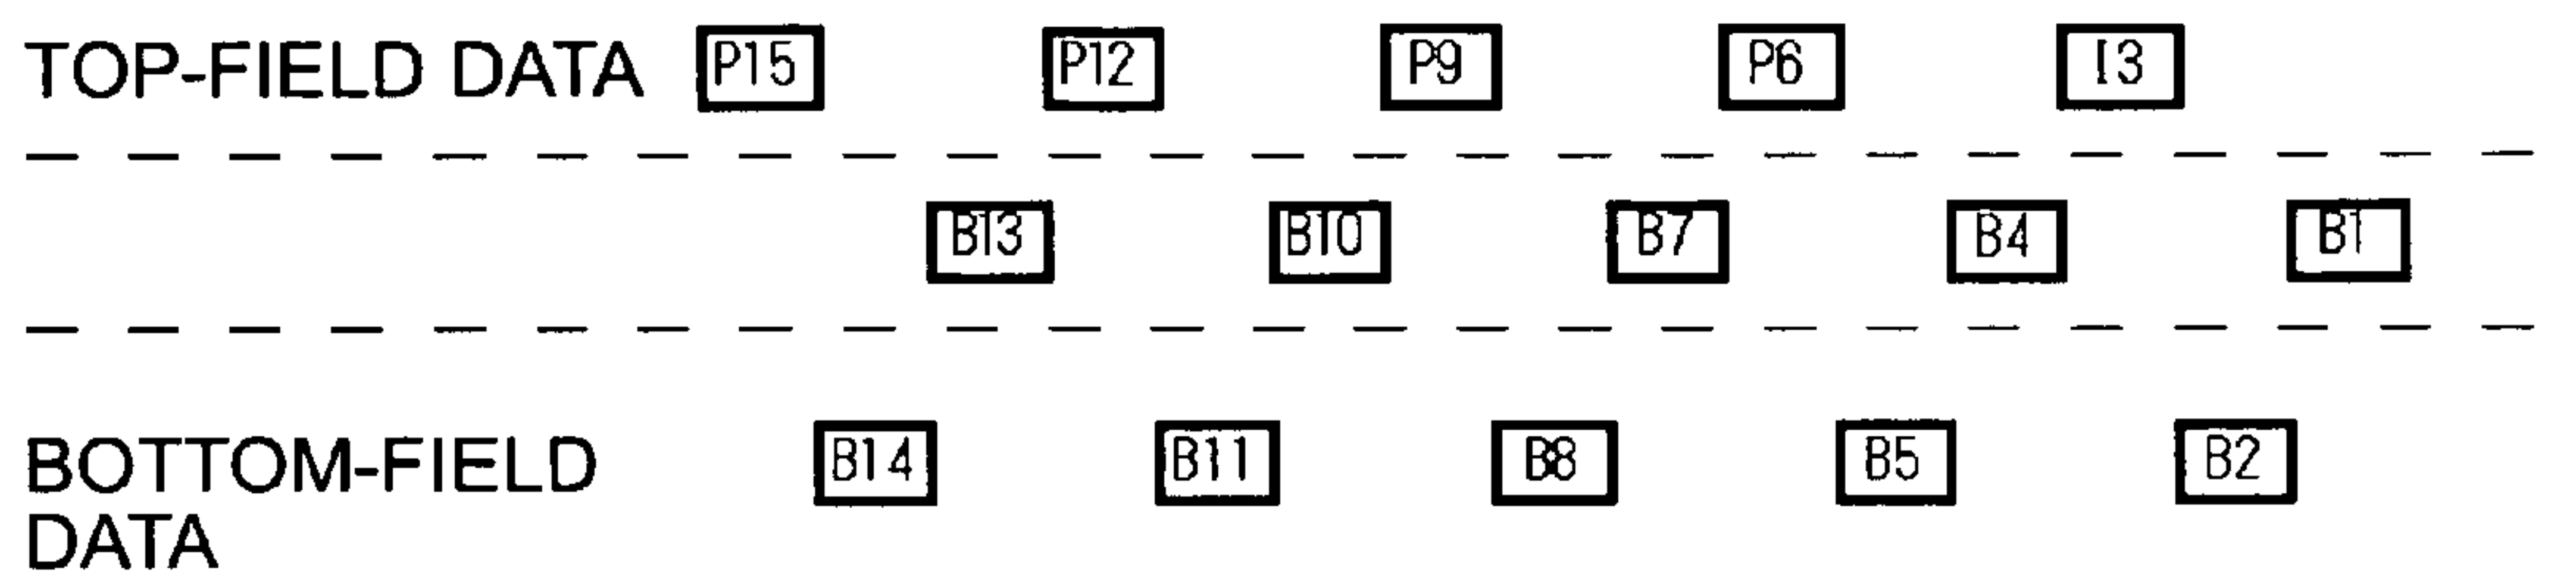 TOP-FIELD DATA P15 P12 P9 P6 I3
B13 B10 B7 B4 B1
BOTTOM-FIELD B14 B11 B8 B5 B2
DATA